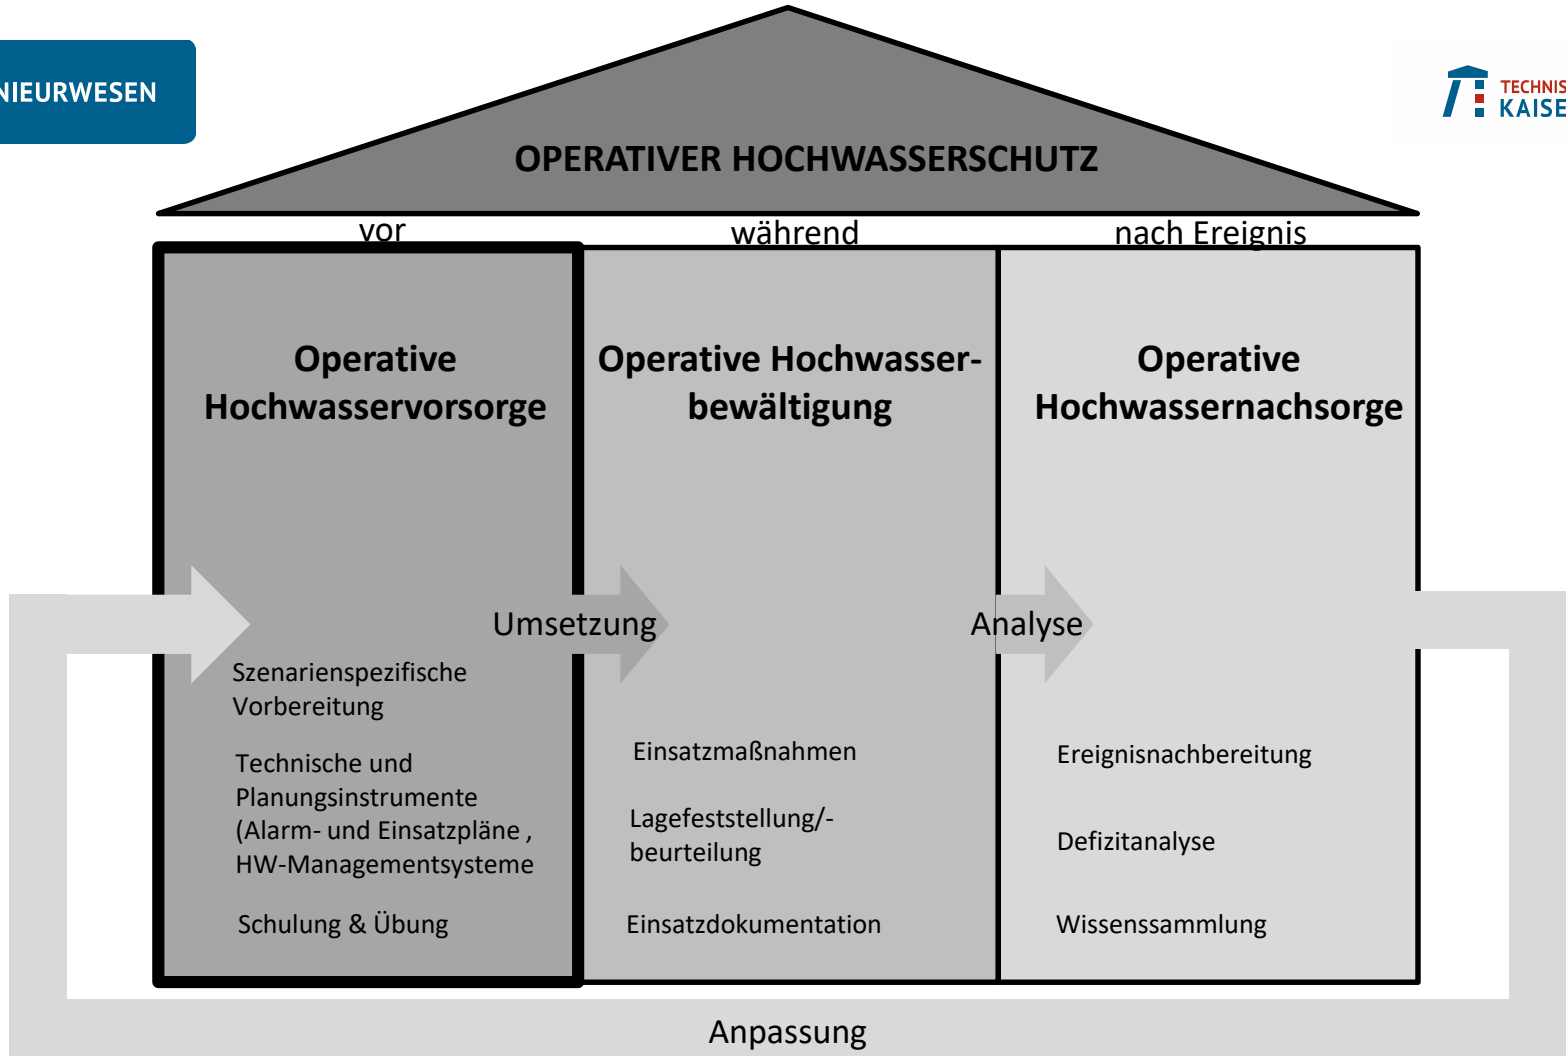 NIEURWESEN
TECHNIS
KAISE
OPERATIVER HOCHWASSERSCHUTZ
vor
während
nach Ereignis
Operative
Hochwasservorsorge
Operative Hochwasser-
bewältigung
Operative
Hochwassernachsorge
Umsetzung
Analyse
Szenarienspezifische
Vorbereitung
Technische und
Planungsinstrumente
(Alarm- und Einsatzpläne ,
HW-Managementsysteme
Schulung & Übung
Einsatzmaßnahmen
Lagefeststellung/-
beurteilung
Einsatzdokumentation
Ereignisnachbereitung
Defizitanalyse
Wissenssammlung
Anpassung